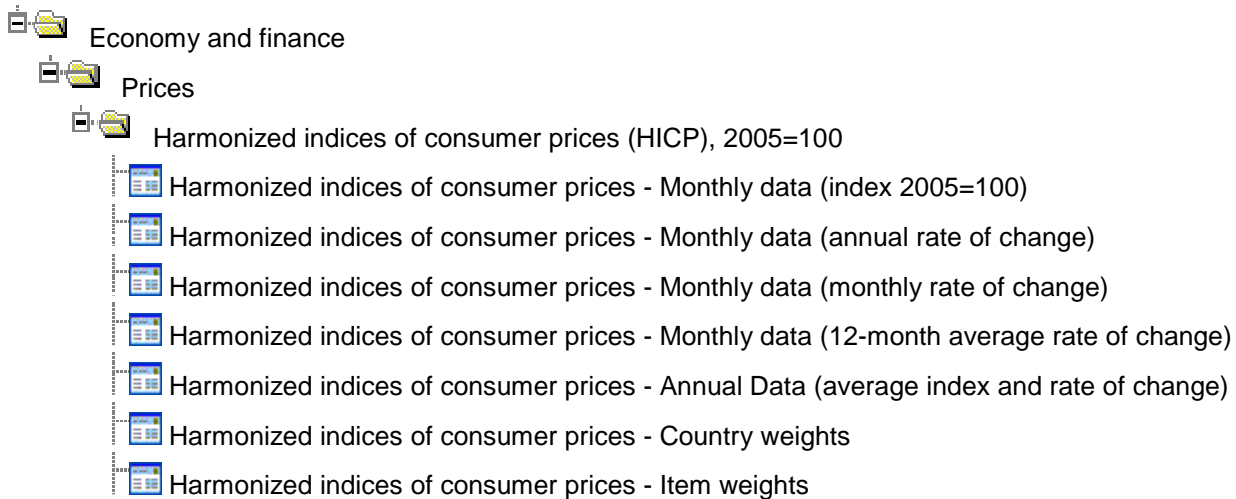 Economy and finance
Prices
Harmonized indices of consumer prices (HICP), 2005=100
Harmonized indices of consumer prices - Monthly data (index 2005=100)
Harmonized indices of consumer prices - Monthly data (annual rate of change)
Harmonized indices of consumer prices - Monthly data (monthly rate of change)
Harmonized indices of consumer prices - Monthly data (12-month average rate of change)
Harmonized indices of consumer prices - Annual Data (average index and rate of change)
Harmonized indices of consumer prices - Country weights
Harmonized indices of consumer prices - Item weights